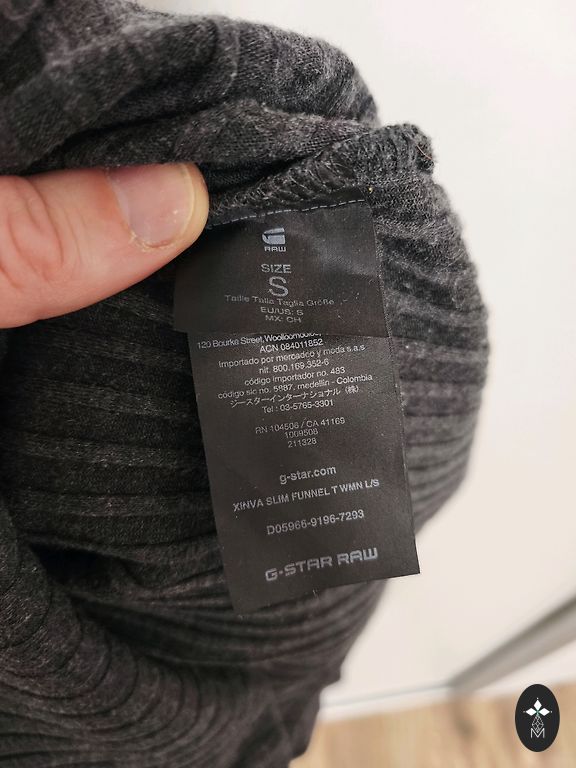 RAW
SIZE
S
Taille Talla Taglia Größe
EU/US: S
MX: CH
120 Bourke Street, Woolloomooloo,
ACN 084011852
Importado por mercadeo y moda s.a.s
nit. 800.169.352-6
código importador no. 483
código sic no. 5887, medellin - Colombia
ジースターインターナショナル（株）
Tel : 03-5765-3301
RN 104506 / CA 41169
1009506
211328
g-star.com
XINVA SLIM FUNNEL T WMN L/S
D05966-9196-7293
G-STAR RAW
M